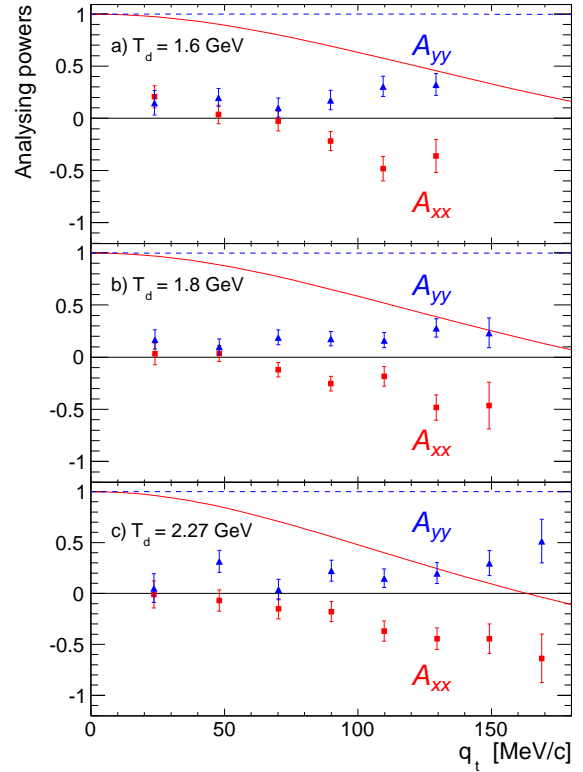 Analysing powers
1
0.5
0
-0.5
-1
a) T_d = 1.6 GeV
A_yy
A_xx
1
0.5
0
-0.5
-1
b) T_d = 1.8 GeV
A_yy
A_xx
1
0.5
0
-0.5
-1
c) T_d = 2.27 GeV
A_yy
A_xx
0 50 100 150
q_t [MeV/c]